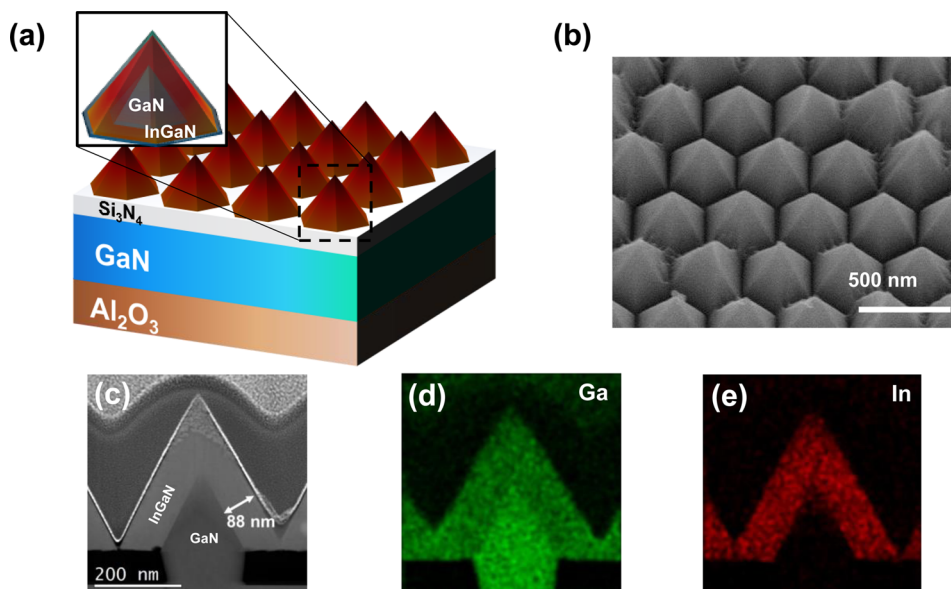 (a)
GaN
InGaN
Si₃N₄
GaN
Al₂O₃
(b)
500 nm
(c)
InGaN
88 nm
GaN
200 nm
(d)
Ga
(e)
In